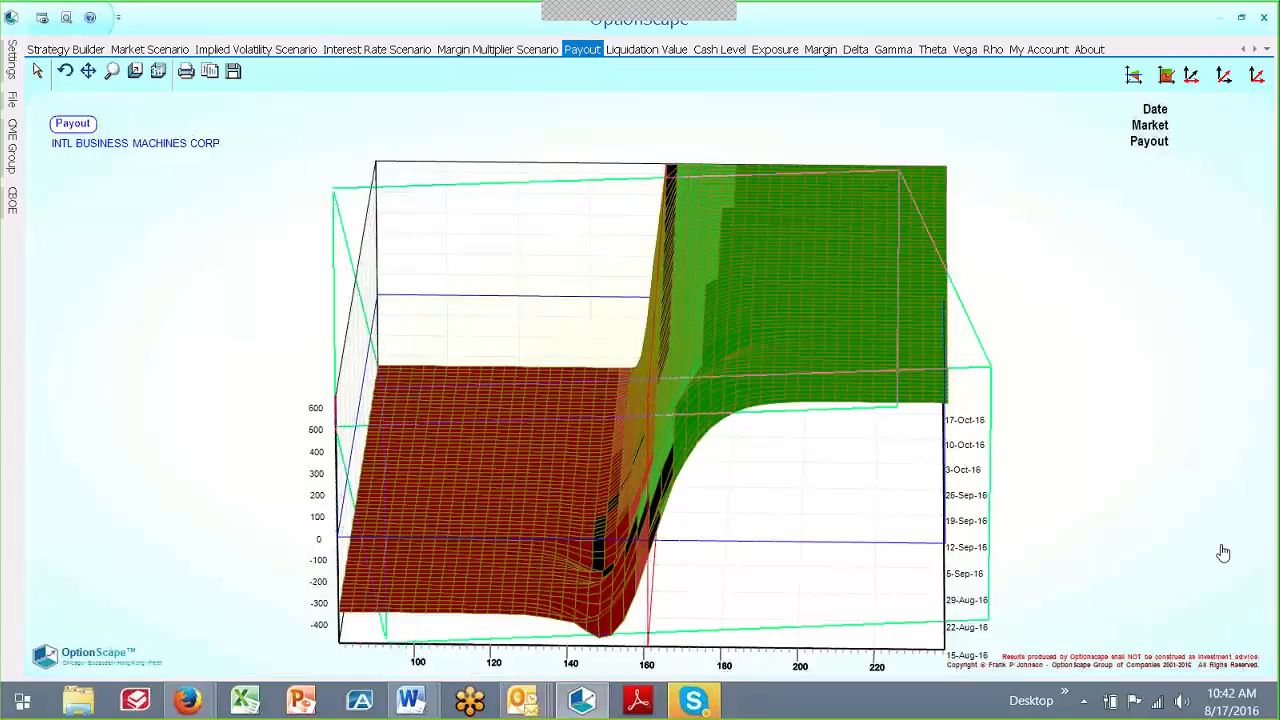 OptionScape
Strategy Builder Market Scenario Implied Volatility Scenario Interest Rate Scenario Margin Multiplier Scenario Payout Liquidation Value Cash Level Exposure Margin Delta Gamma Theta Vega Rho My Account About
Settings
File
CME Group
CBOE
Date
Market
Payout
Payout
INTL BUSINESS MACHINES CORP
600
500
400
300
200
100
0
-100
-200
-300
-400
17-Oct-16
10-Oct-16
3-Oct-16
26-Sep-16
19-Sep-16
12-Sep-16
6-Sep-16
29-Aug-16
22-Aug-16
15-Aug-16
100 120 140 160 180 200 220
OptionScape™
Results produced by Optionscape shall NOT be construed as investment advice.
Copyright © Frank P Johnson - OptionScape Group of Companies 2001-2016 All Rights Reserved.
Desktop
10:42 AM
8/17/2016